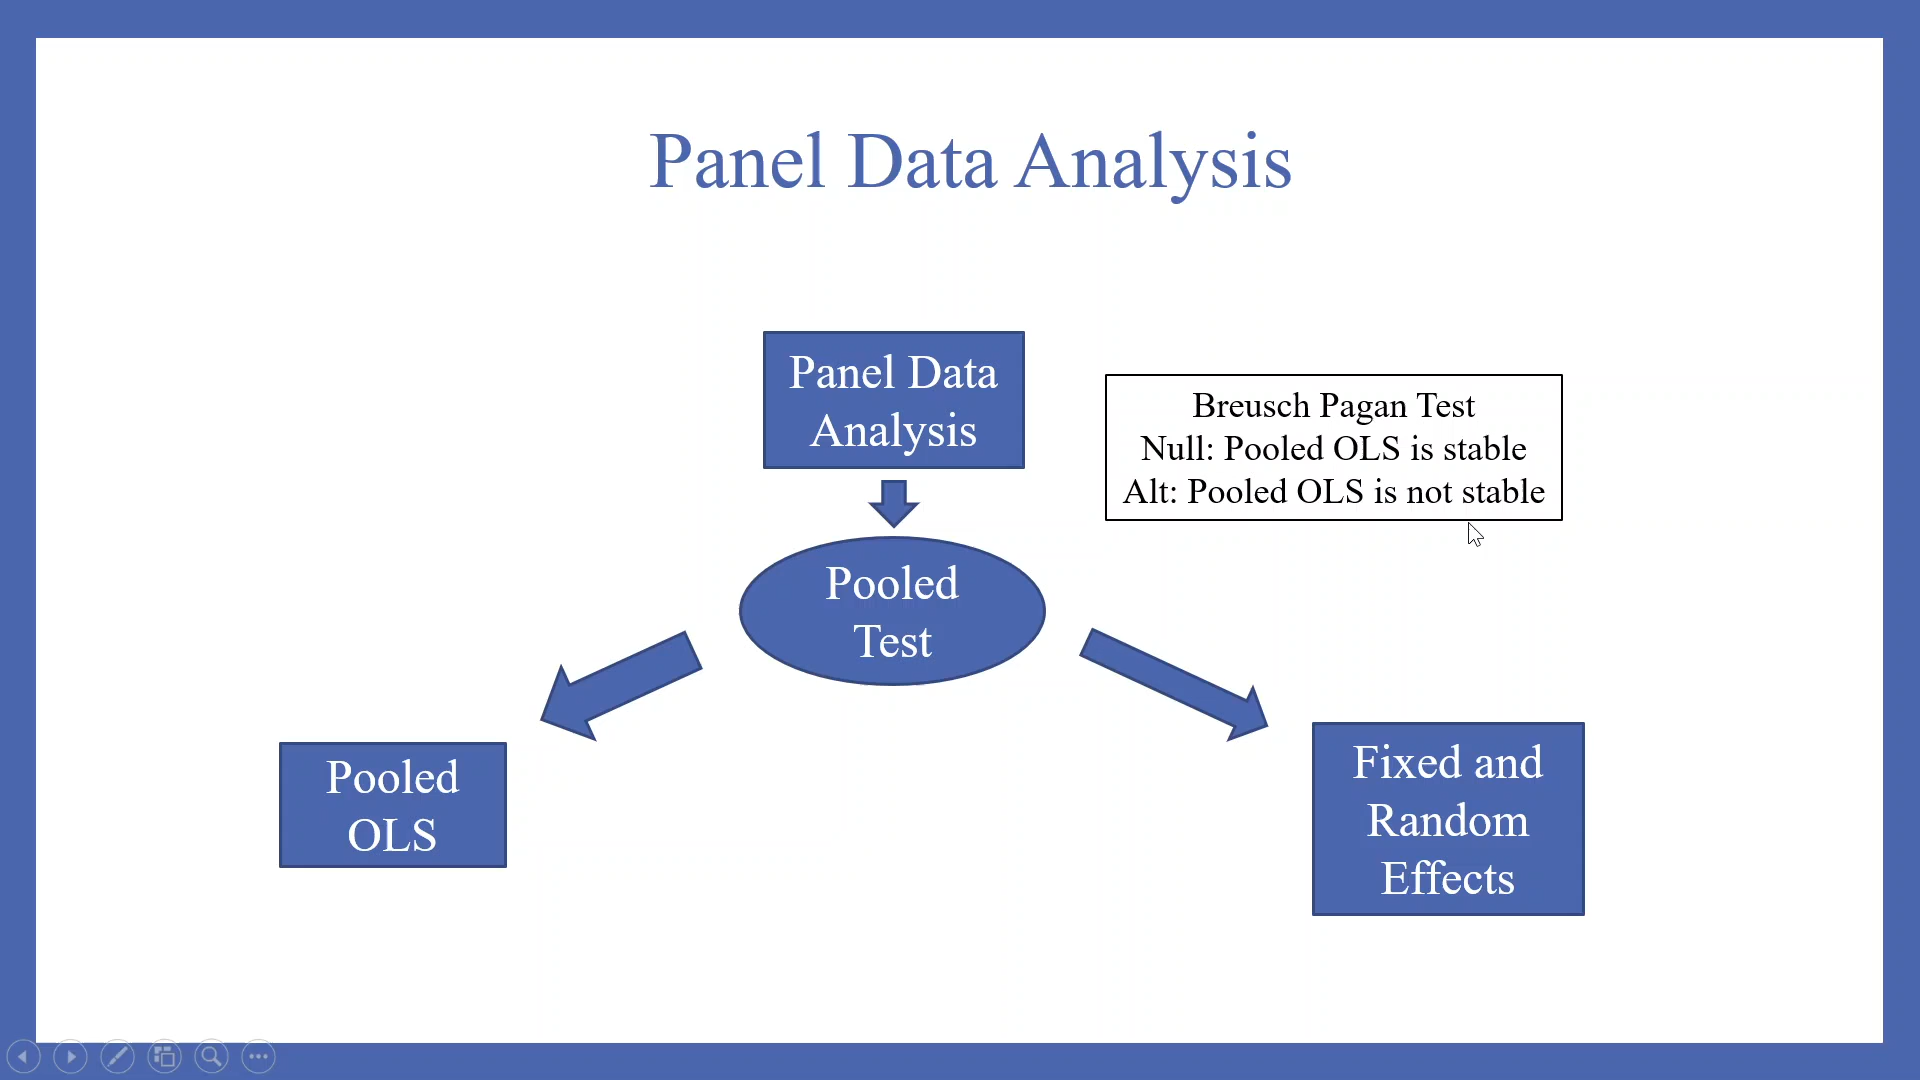 Panel Data Analysis
Panel Data
Analysis
Breusch Pagan Test
Null: Pooled OLS is stable
Alt: Pooled OLS is not stable
Pooled
Test
Pooled
OLS
Fixed and
Random
Effects